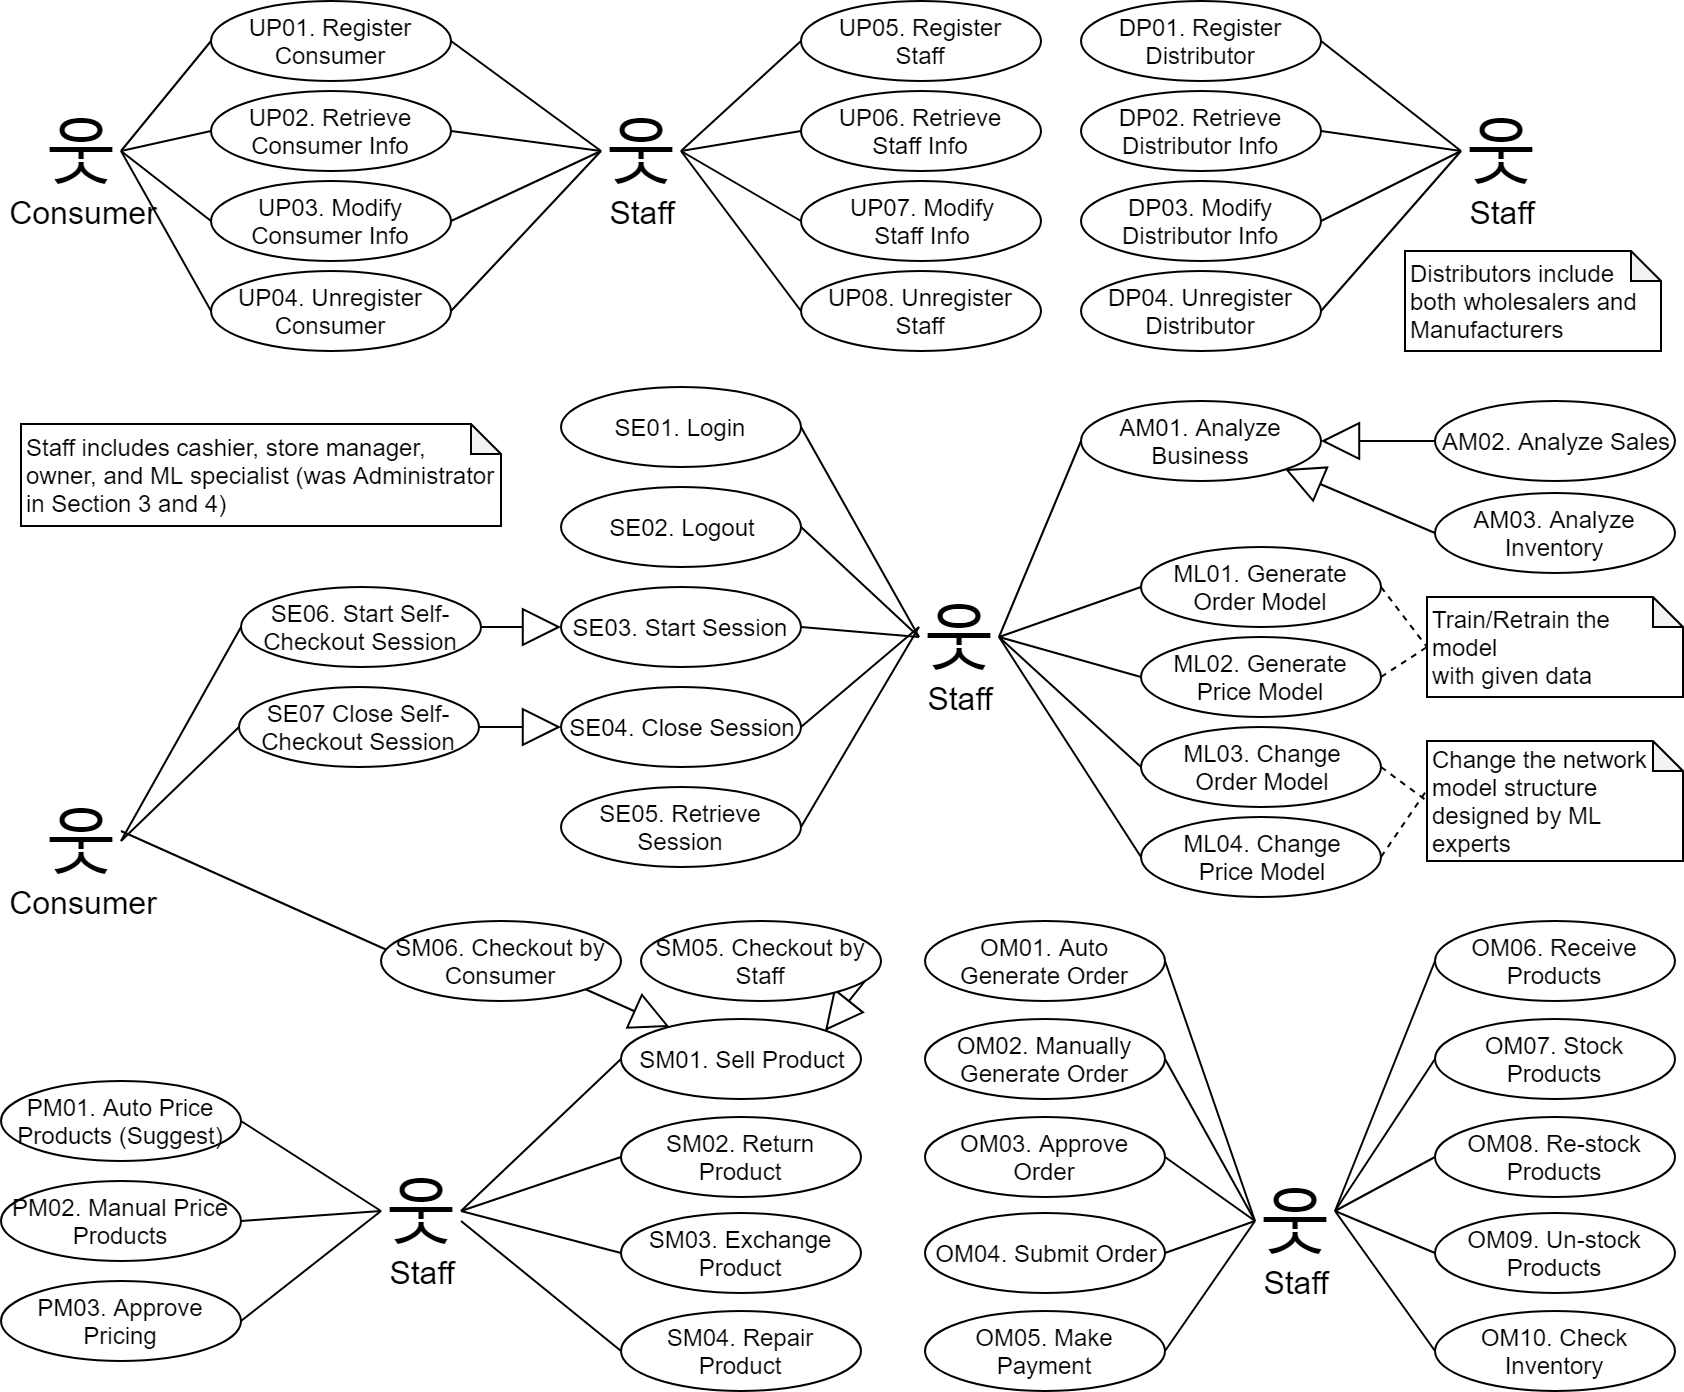 UP01. Register
Consumer
UP02. Retrieve
Consumer Info
UP03. Modify
Consumer Info
UP04. Unregister
Consumer
Consumer
Staff
UP05. Register
Staff
UP06. Retrieve
Staff Info
UP07. Modify
Staff Info
UP08. Unregister
Staff
DP01. Register
Distributor
DP02. Retrieve
Distributor Info
DP03. Modify
Distributor Info
DP04. Unregister
Distributor
Staff
Distributors include
both wholesalers and
Manufacturers
Staff includes cashier, store manager,
owner, and ML specialist (was Administrator
in Section 3 and 4)
SE01. Login
SE02. Logout
SE06. Start Self-
Checkout Session
SE03. Start Session
SE07 Close Self-
Checkout Session
SE04. Close Session
SE05. Retrieve
Session
Consumer
Staff
AM01. Analyze
Business
AM02. Analyze Sales
AM03. Analyze
Inventory
ML01. Generate
Order Model
ML02. Generate
Price Model
Train/Retrain the
model
with given data
ML03. Change
Order Model
ML04. Change
Price Model
Change the network
model structure
designed by ML
experts
SM06. Checkout by
Consumer
SM05. Checkout by
Staff
SM01. Sell Product
SM02. Return
Product
SM03. Exchange
Product
SM04. Repair
Product
PM01. Auto Price
Products (Suggest)
PM02. Manual Price
Products
PM03. Approve
Pricing
Staff
OM01. Auto
Generate Order
OM02. Manually
Generate Order
OM03. Approve
Order
OM04. Submit Order
OM05. Make
Payment
Staff
OM06. Receive
Products
OM07. Stock
Products
OM08. Re-stock
Products
OM09. Un-stock
Products
OM10. Check
Inventory